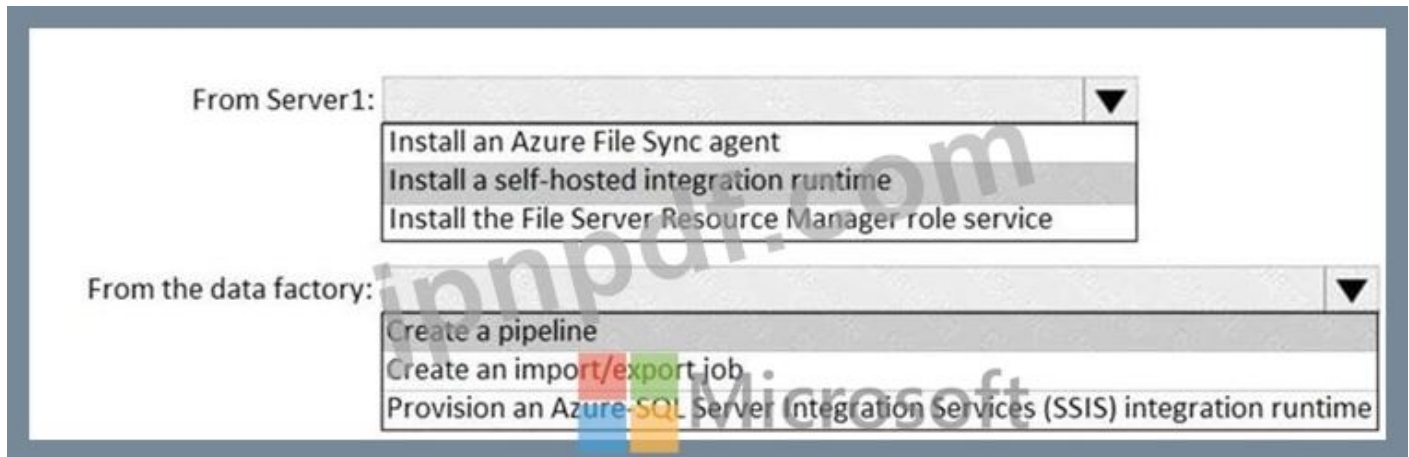 From Server1:
Install an Azure File Sync agent
Install a self-hosted integration runtime
Install the File Server Resource Manager role service
From the data factory:
Create a pipeline
Create an import/export job
Provision an Azure-SQL Server Integration Services (SSIS) integration runtime
ipnpdf.com
Microsoft